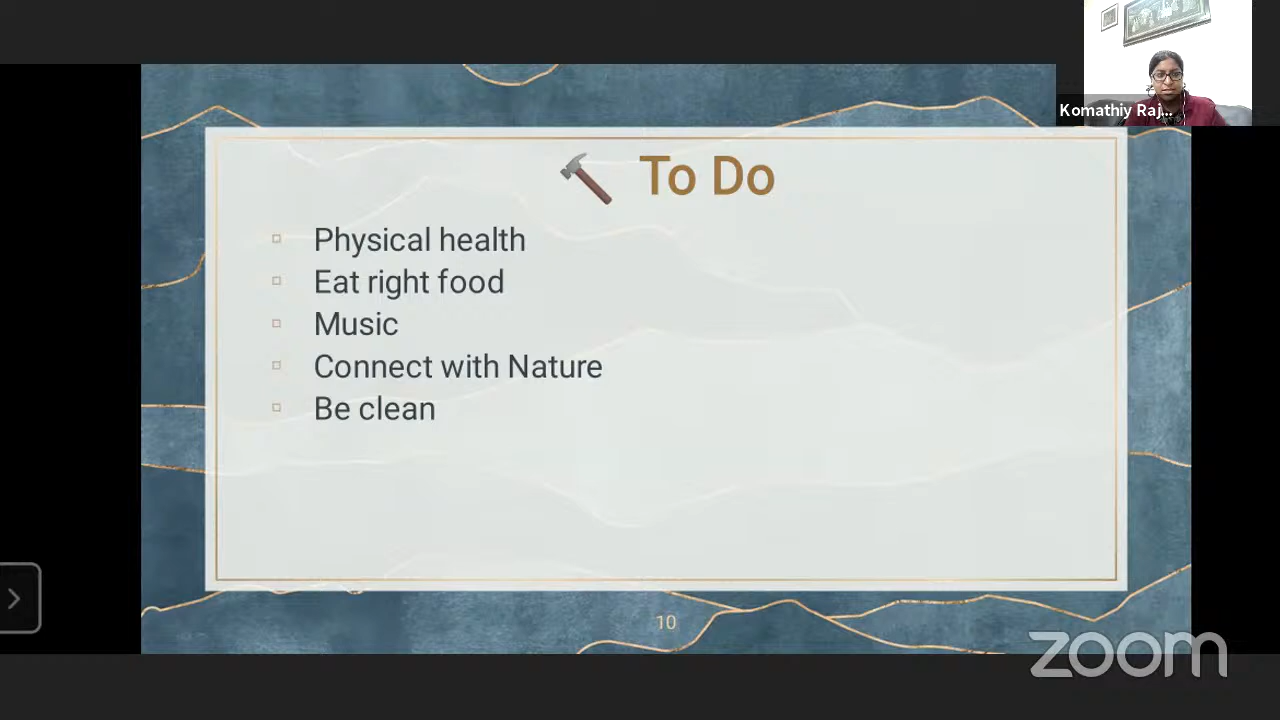 Komathiy Raj...
To Do
Physical health
Eat right food
Music
Connect with Nature
Be clean
10
zoom